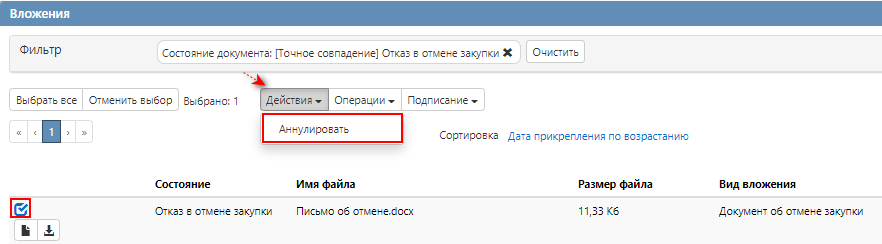 Вложения
Фильтр
Состояние документа: [Точное совпадение] Отказ в отмене закупки ✖ Очистить
Выбрать все Отменить выбор Выбрано: 1 Действия Операции Подписание
« ‹ 1 › »
Аннулировать
Сортировка Дата прикрепления по возрастанию
Состояние Имя файла Размер файла Вид вложения
Отказ в отмене закупки Письмо об отмене.docx 11,33 Кб Документ об отмене закупки